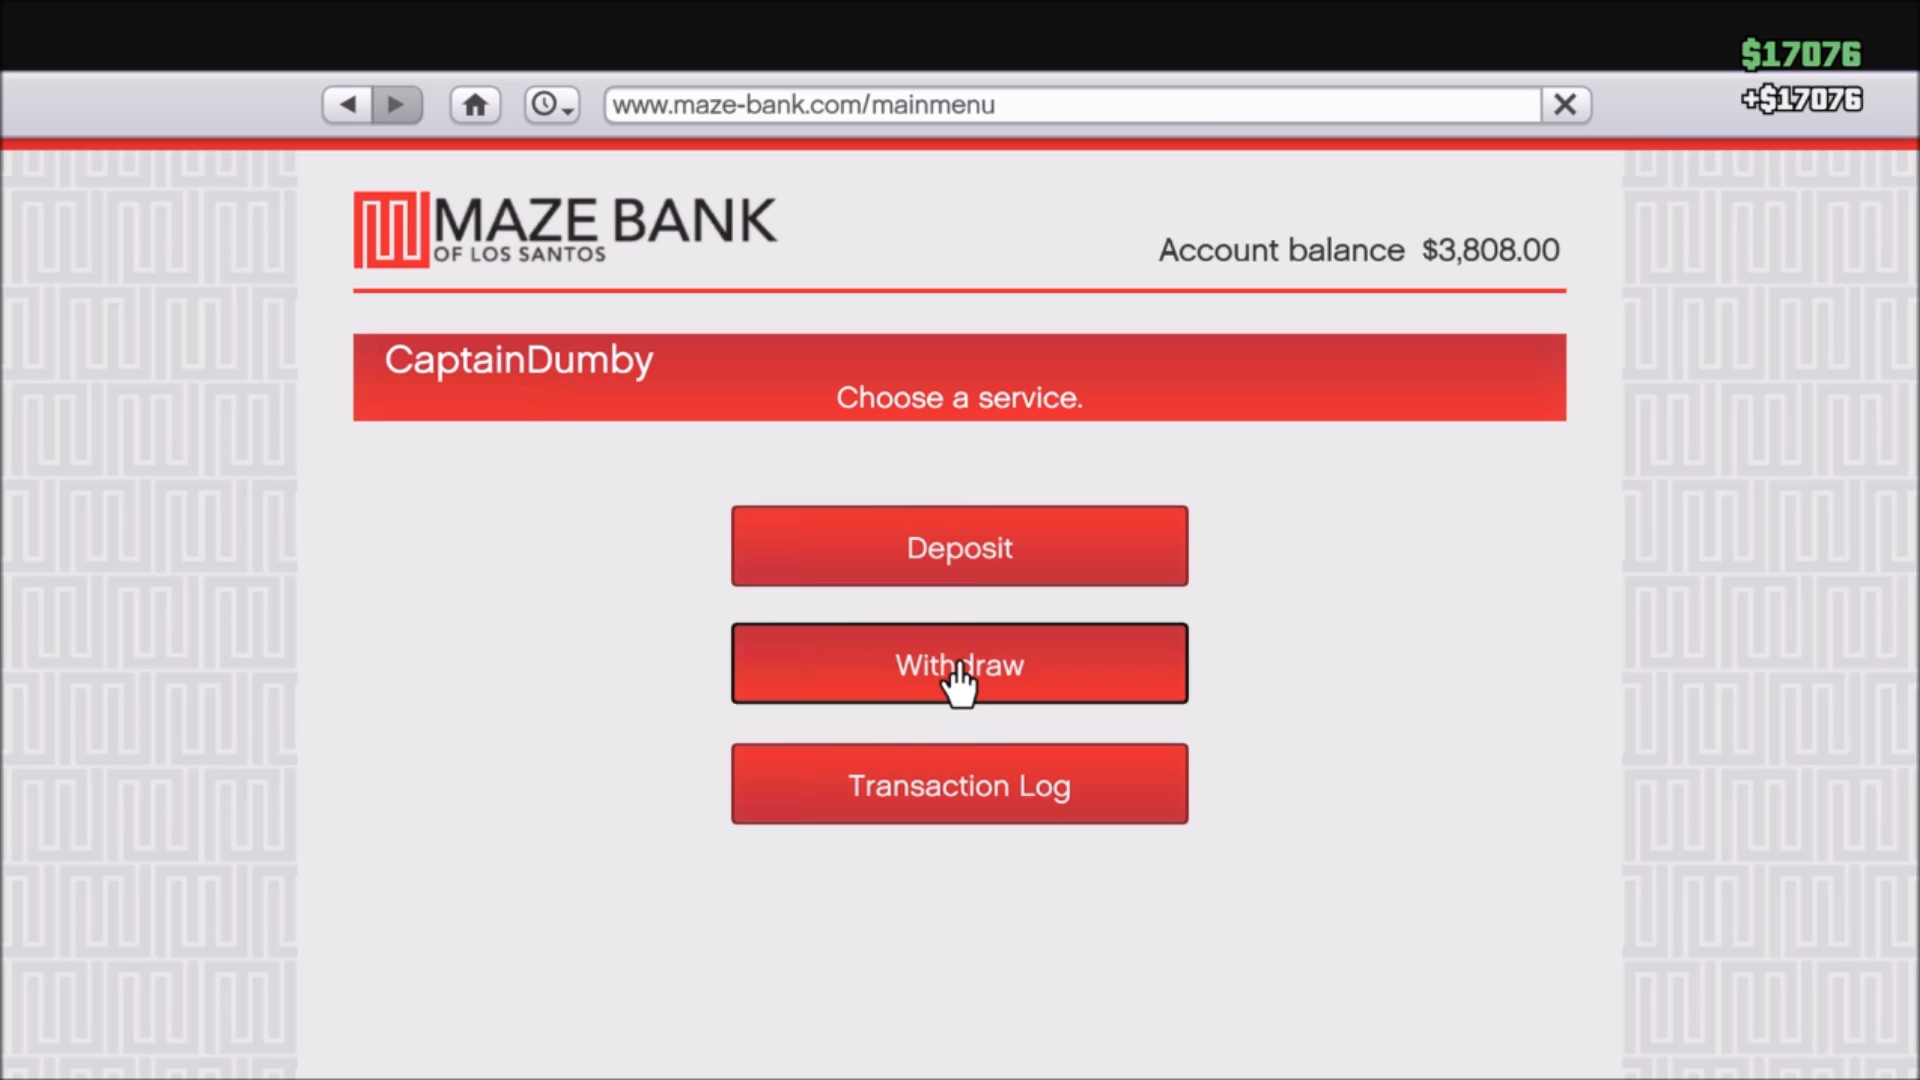 $17076
www.maze-bank.com/mainmenu
+$17076
MAZE BANK
OF LOS SANTOS
Account balance $3,808.00
CaptainDumby
Choose a service.
Deposit
Withdraw
Transaction Log